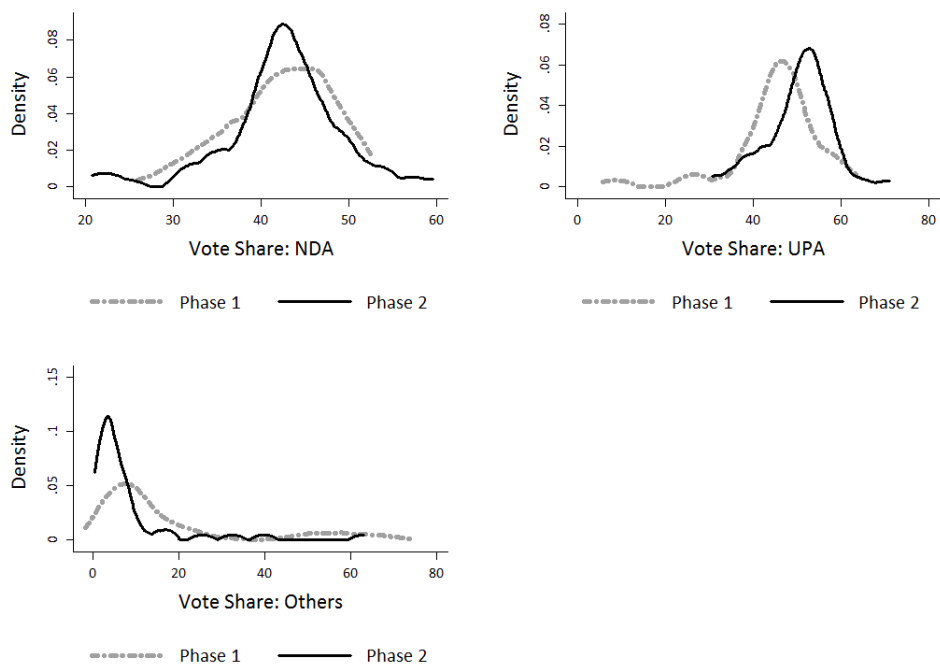 .08
.06
.04
.02
0
Density
20 30 40 50 60
Vote Share: NDA
Phase 1 Phase 2
.08
.06
.04
.02
0
Density
0 20 40 60 80
Vote Share: UPA
Phase 1 Phase 2
.15
.1
.05
0
Density
0 20 40 60 80
Vote Share: Others
Phase 1 Phase 2